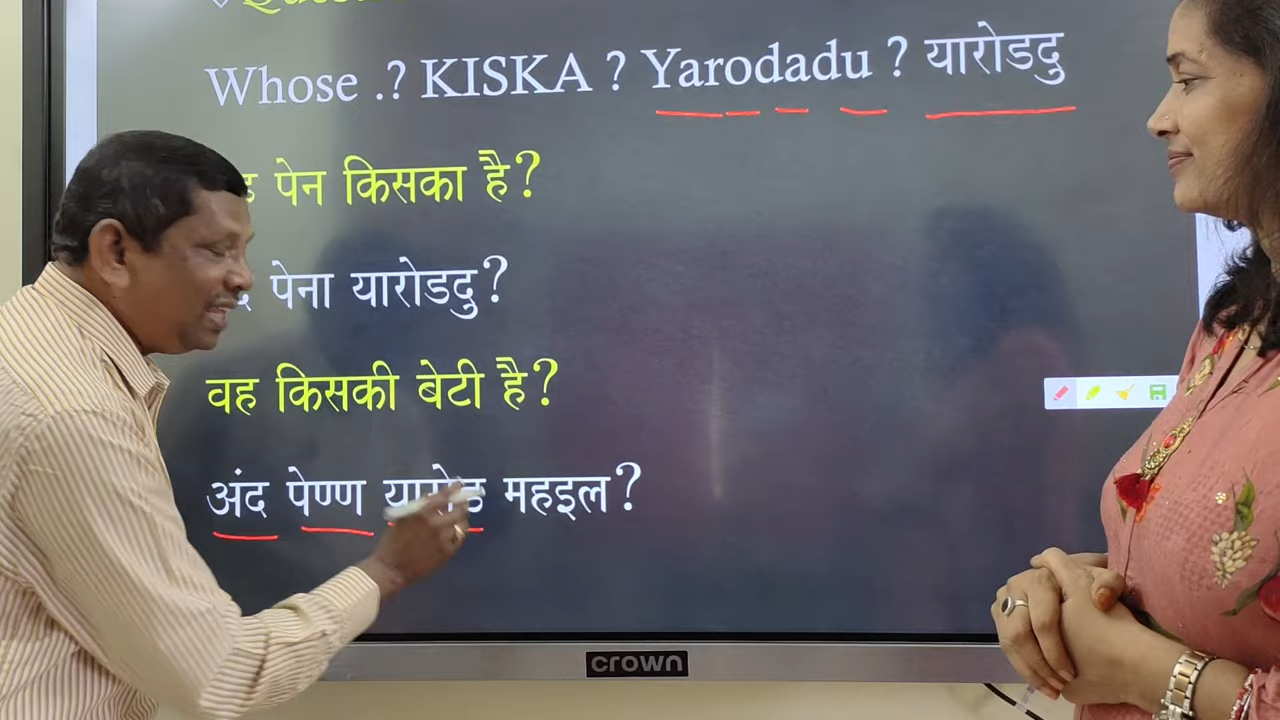 Whose .? KISKA ? Yarodadu ? यारोडदु
पेन किसका है?
पेना यारोडदु?
वह किसकी बेटी है?
अंद पेण्ण यारोड महइल?
crown